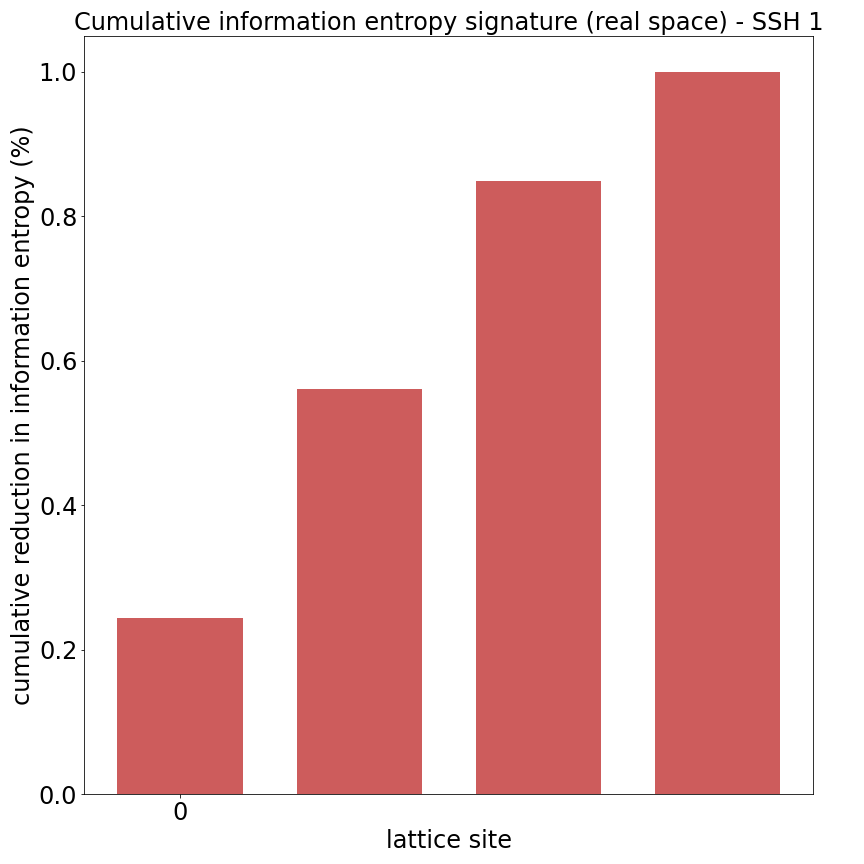 Cumulative information entropy signature (real space) - SSH 1
cumulative reduction in information entropy (%)
1.0
0.8
0.6
0.4
0.2
0.0
0
lattice site